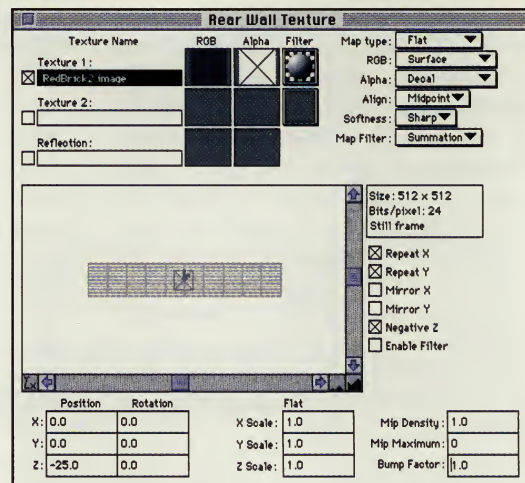 Rear Wall Texture
Texture Name RGB Alpha Filter
Texture 1:
RedBrick2 image
Texture 2:
Reflection:
Map type: Flat
RGB: Surface
Alpha: Decal
Align: Midpoint
Softness: Sharp
Map Filter: Summation
Size: 512 x 512
Bits/pixel: 24
Still frame
Repeat X
Repeat Y
Mirror X
Mirror Y
Negative Z
Enable Filter
Position Rotation
X: 0.0 0.0
Y: 0.0 0.0
Z: -25.0 0.0
Flat
X Scale: 1.0
Y Scale: 1.0
Z Scale: 1.0
Mip Density: 1.0
Mip Maximum: 0
Bump Factor: 1.0